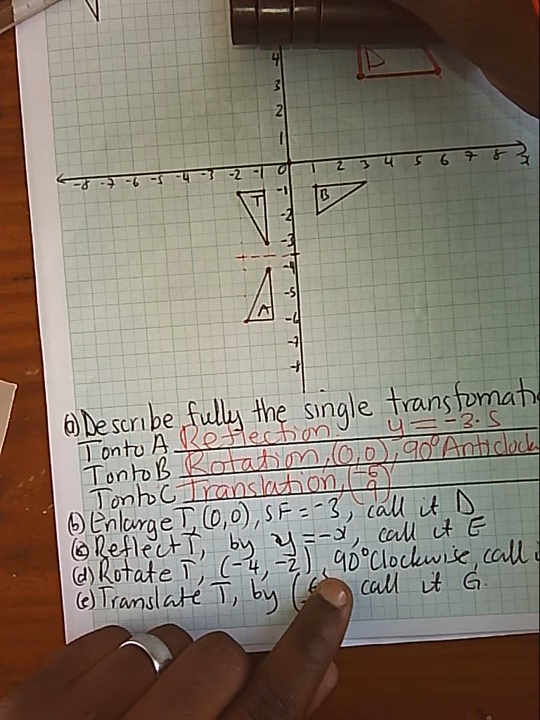 4
D
3
2
1
-8 -7 -6 -5 -4 -3 -2 -1 0 1 2 3 4 5 6 7 8 x
-1
T B
-2
-3
-4
-5
A
-6
-7
(a) Describe fully the single
T onto A Reflection. y = -3.5
T onto B Rotation, (0,0), 90°
T onto C Translation, (-6 9)
(b) Enlarge T, (0,0), SF = -3, call it D
Reflect T, by y = -x, call it E
(d) Rotate T, (-4, -2), 90° Clockwise, call
(e) Translate T, by call it G.